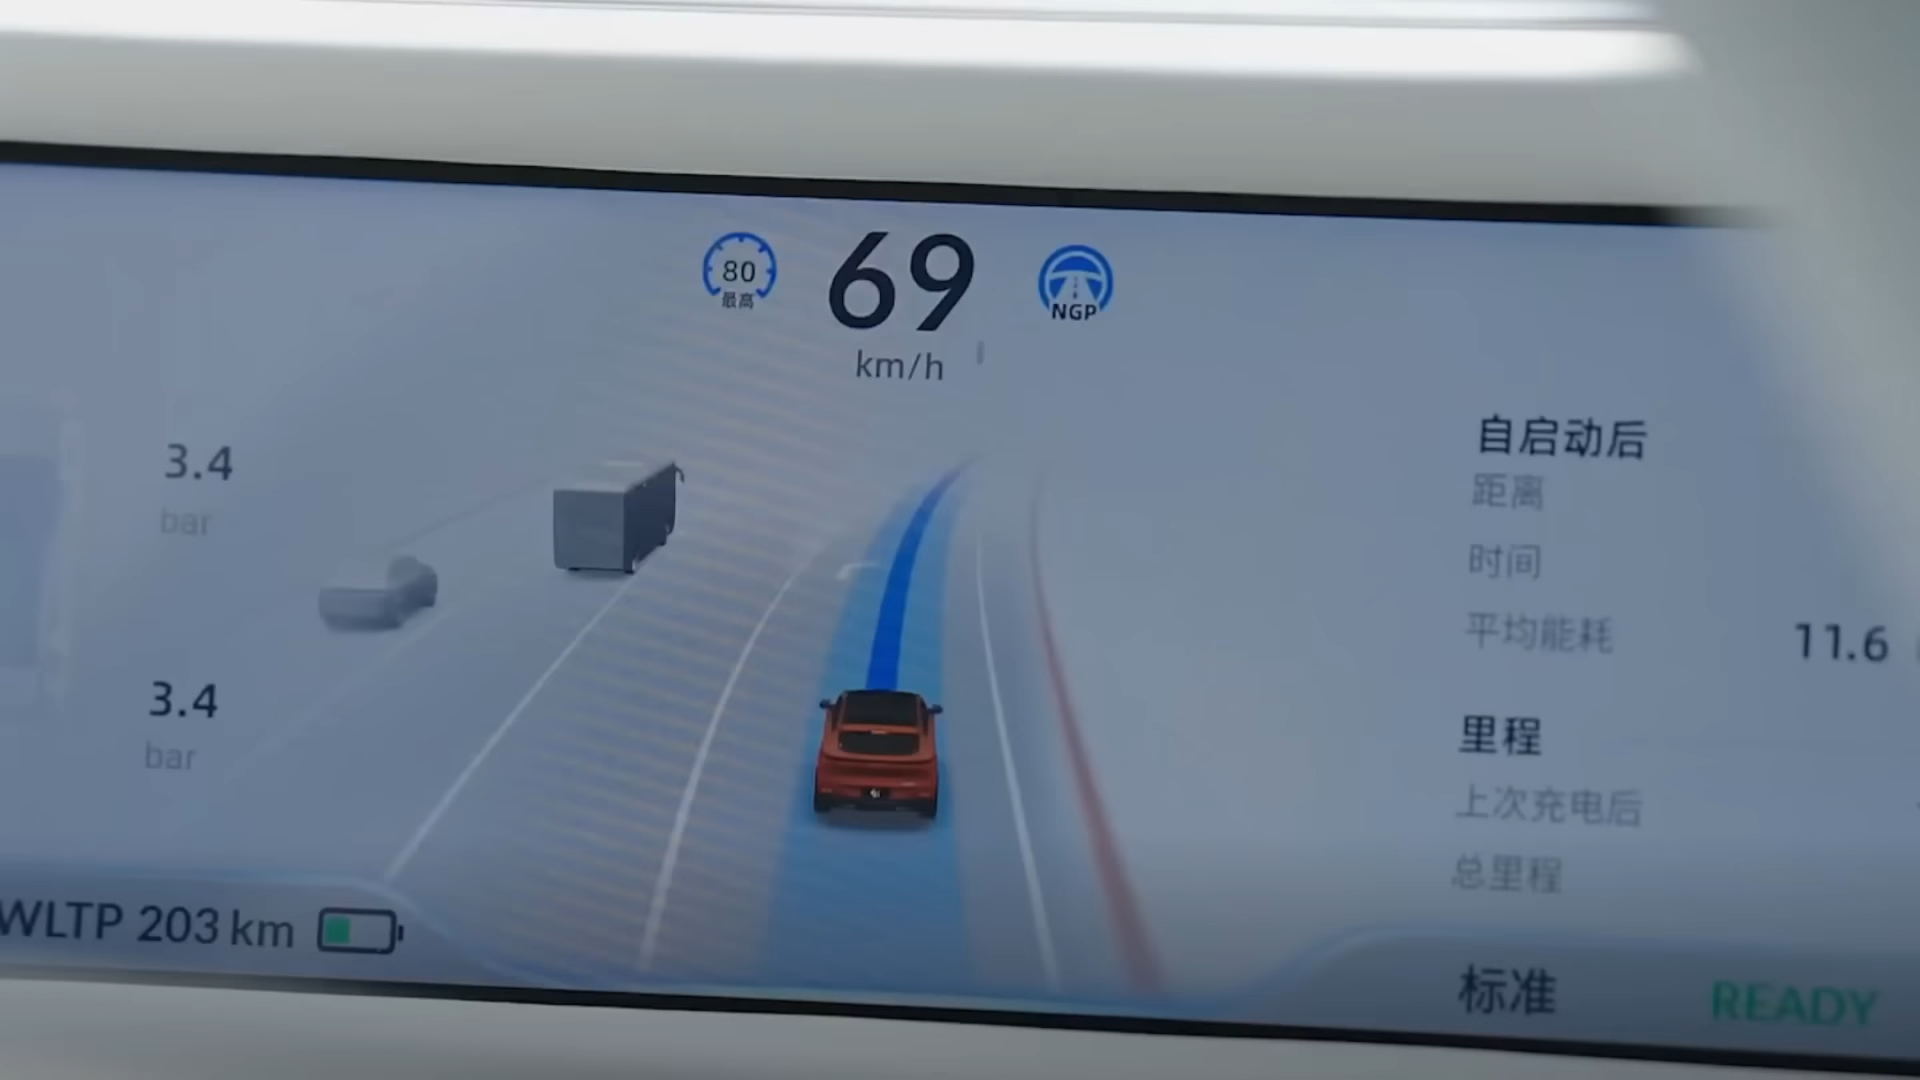 80
最高
69
km/h
NGP
3.4
bar
3.4
bar
WLTP 203 km
自启动后
距离
时间
平均能耗
11.6
里程
上次充电后
总里程
标准
READY